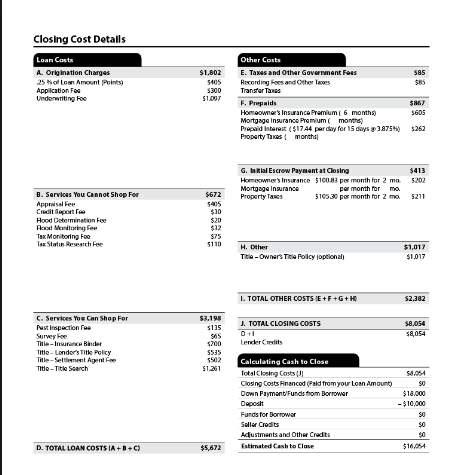 Closing Cost Details
Loan Costs
A. Origination Charges $1,802
.25 % of Loan Amount (Points) $405
Application Fee $300
Underwriting Fee $1,097
B. Services You Cannot Shop For $672
Appraisal Fee $405
Credit Report Fee $30
Flood Determination Fee $20
Flood Monitoring Fee $32
Tax Monitoring Fee $75
Tax Status Research Fee $110
C. Services You Can Shop For $3,198
Pest Inspection Fee $135
Survey Fee $65
Title – Insurance Binder $700
Title – Lender's Title Policy $535
Title – Settlement Agent Fee $502
Title – Title Search $1,261
D. TOTAL LOAN COSTS (A + B + C) $5,672
Other Costs
E. Taxes and Other Government Fees $85
Recording Fees and Other Taxes $85
Transfer Taxes
F. Prepaids $867
Homeowner's Insurance Premium ( 6 months) $605
Mortgage Insurance Premium ( months)
Prepaid Interest ( $17.44 per day for 15 days @ 3.875%) $262
Property Taxes ( months)
G. Initial Escrow Payment at Closing $413
Homeowner's Insurance $100.83 per month for 2 mo. $202
Mortgage Insurance per month for mo.
Property Taxes $105.30 per month for 2 mo. $211
H. Other $1,017
Title – Owner's Title Policy (optional) $1,017
I. TOTAL OTHER COSTS (E + F + G + H) $2,382
J. TOTAL CLOSING COSTS $8,054
D + I $8,054
Lender Credits
Calculating Cash to Close
Total Closing Costs (J) $8,054
Closing Costs Financed (Paid from your Loan Amount) $0
Down Payment/Funds from Borrower $18,000
Deposit – $10,000
Funds for Borrower $0
Seller Credits $0
Adjustments and Other Credits $0
Estimated Cash to Close $16,054